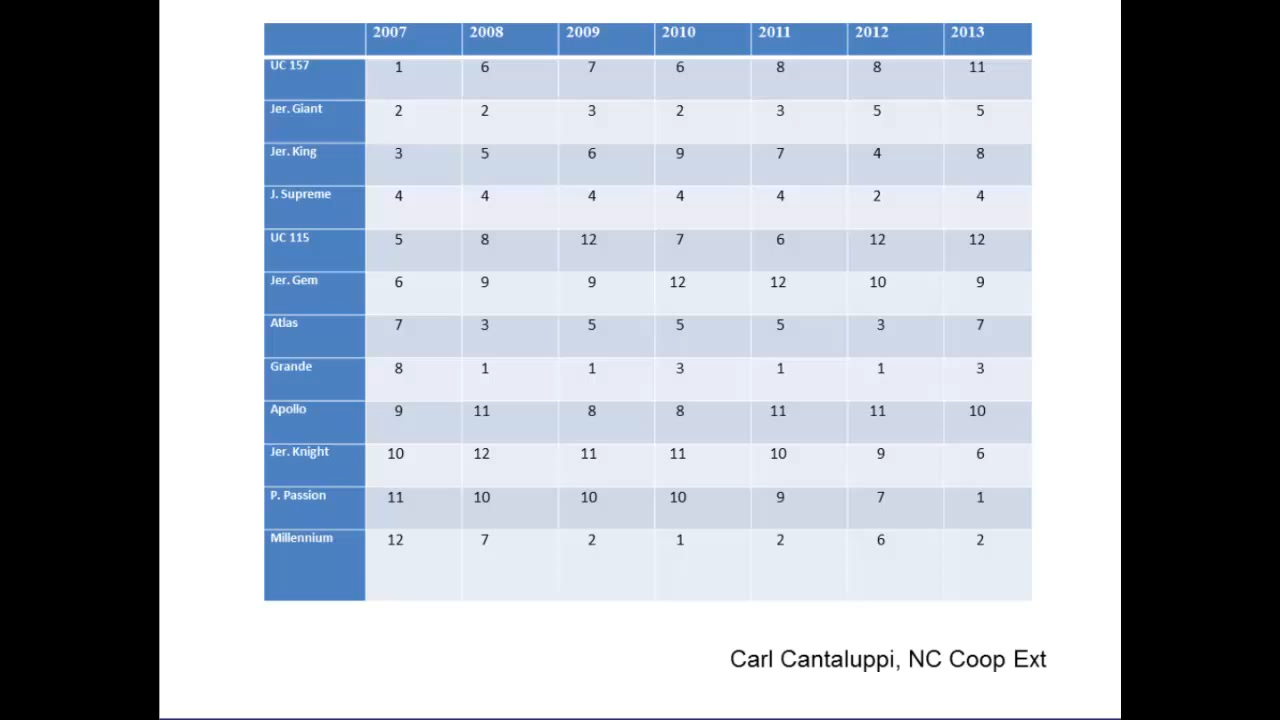 2007 2008 2009 2010 2011 2012 2013
UC 157 1 6 7 6 8 8 11
Jer. Giant 2 2 3 2 3 5 5
Jer. King 3 5 6 9 7 4 8
J. Supreme 4 4 4 4 4 2 4
UC 115 5 8 12 7 6 12 12
Jer. Gem 6 9 9 12 12 10 9
Atlas 7 3 5 5 5 3 7
Grande 8 1 1 3 1 1 3
Apollo 9 11 8 8 11 11 10
Jer. Knight 10 12 11 11 10 9 6
P. Passion 11 10 10 10 9 7 1
Millennium 12 7 2 1 2 6 2
Carl Cantaluppi, NC Coop Ext